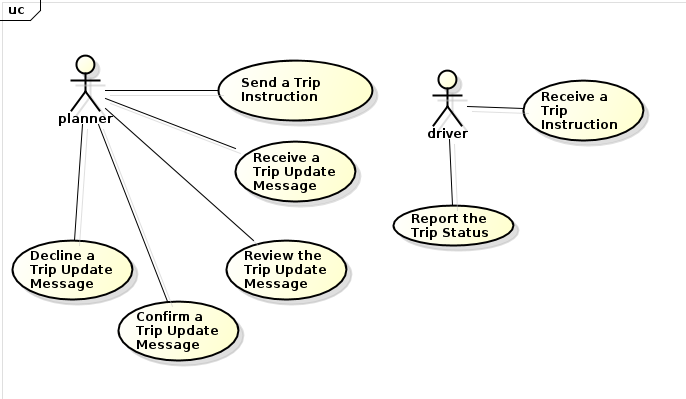 uc
planner
Send a Trip
Instruction
Receive a
Trip Update
Message
Review the
Trip Update
Message
Confirm a
Trip Update
Message
Decline a
Trip Update
Message
driver
Receive a
Trip
Instruction
Report the
Trip Status